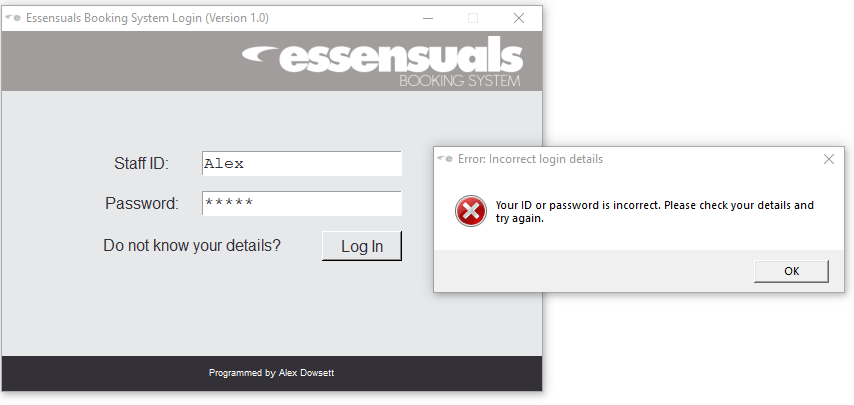 Essensuals Booking System Login (Version 1.0)
essensuals
BOOKING SYSTEM
Staff ID:
Alex
Password:
*****
Do not know your details?
Log In
Programmed by Alex Dowsett
Error: Incorrect login details
Your ID or password is incorrect. Please check your details and
try again.
OK